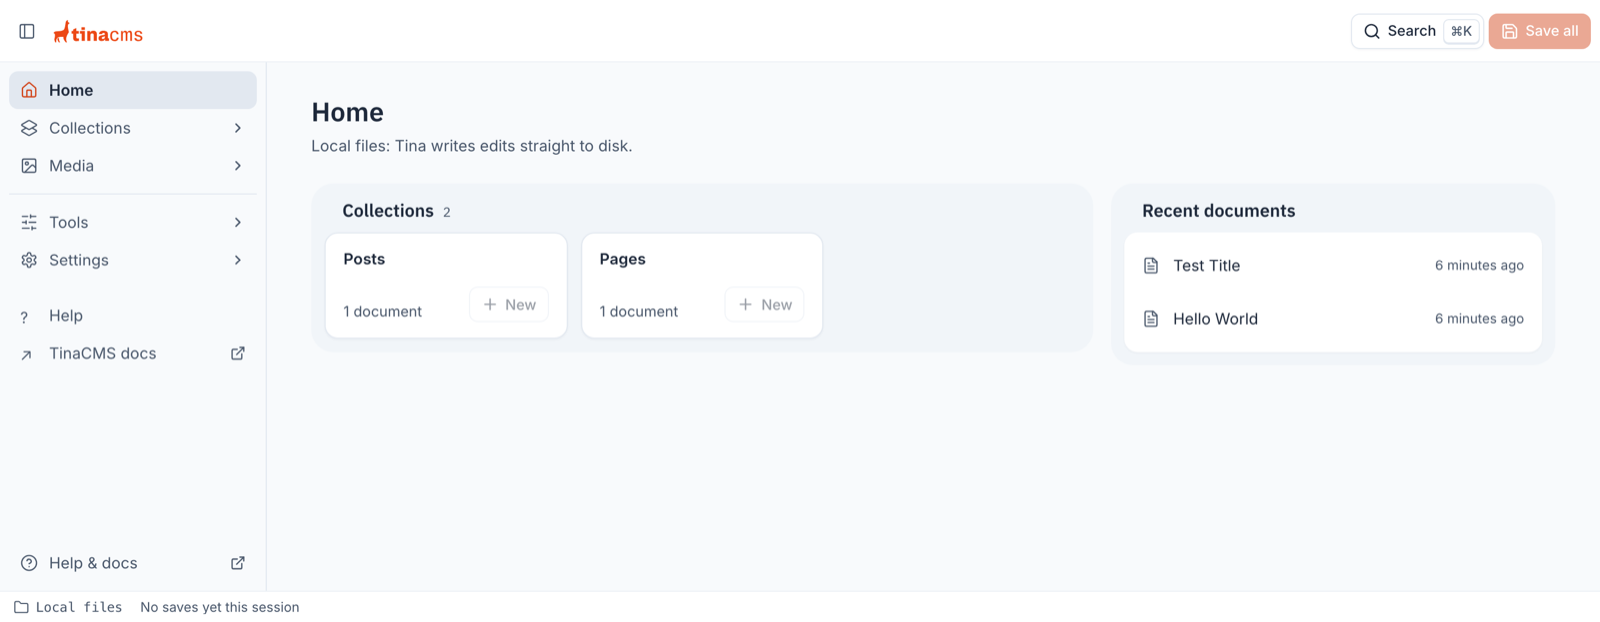 tinacms
Search ⌘K
Save all
Home
Collections
Media
Tools
Settings
? Help
TinaCMS docs
Help & docs
Home
Local files: Tina writes edits straight to disk.
Collections 2
Posts
1 document
+ New
Pages
1 document
+ New
Recent documents
Test Title 6 minutes ago
Hello World 6 minutes ago
Local files No saves yet this session